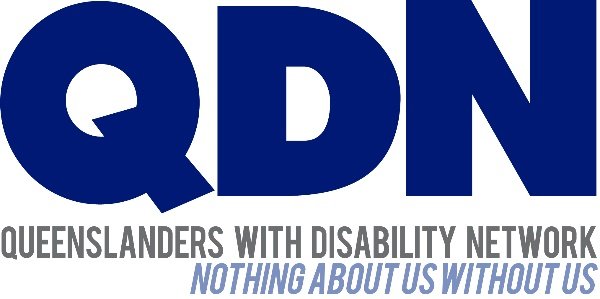 QDN
QUEENSLANDERS WITH DISABILITY NETWORK
NOTHING ABOUT US WITHOUT US